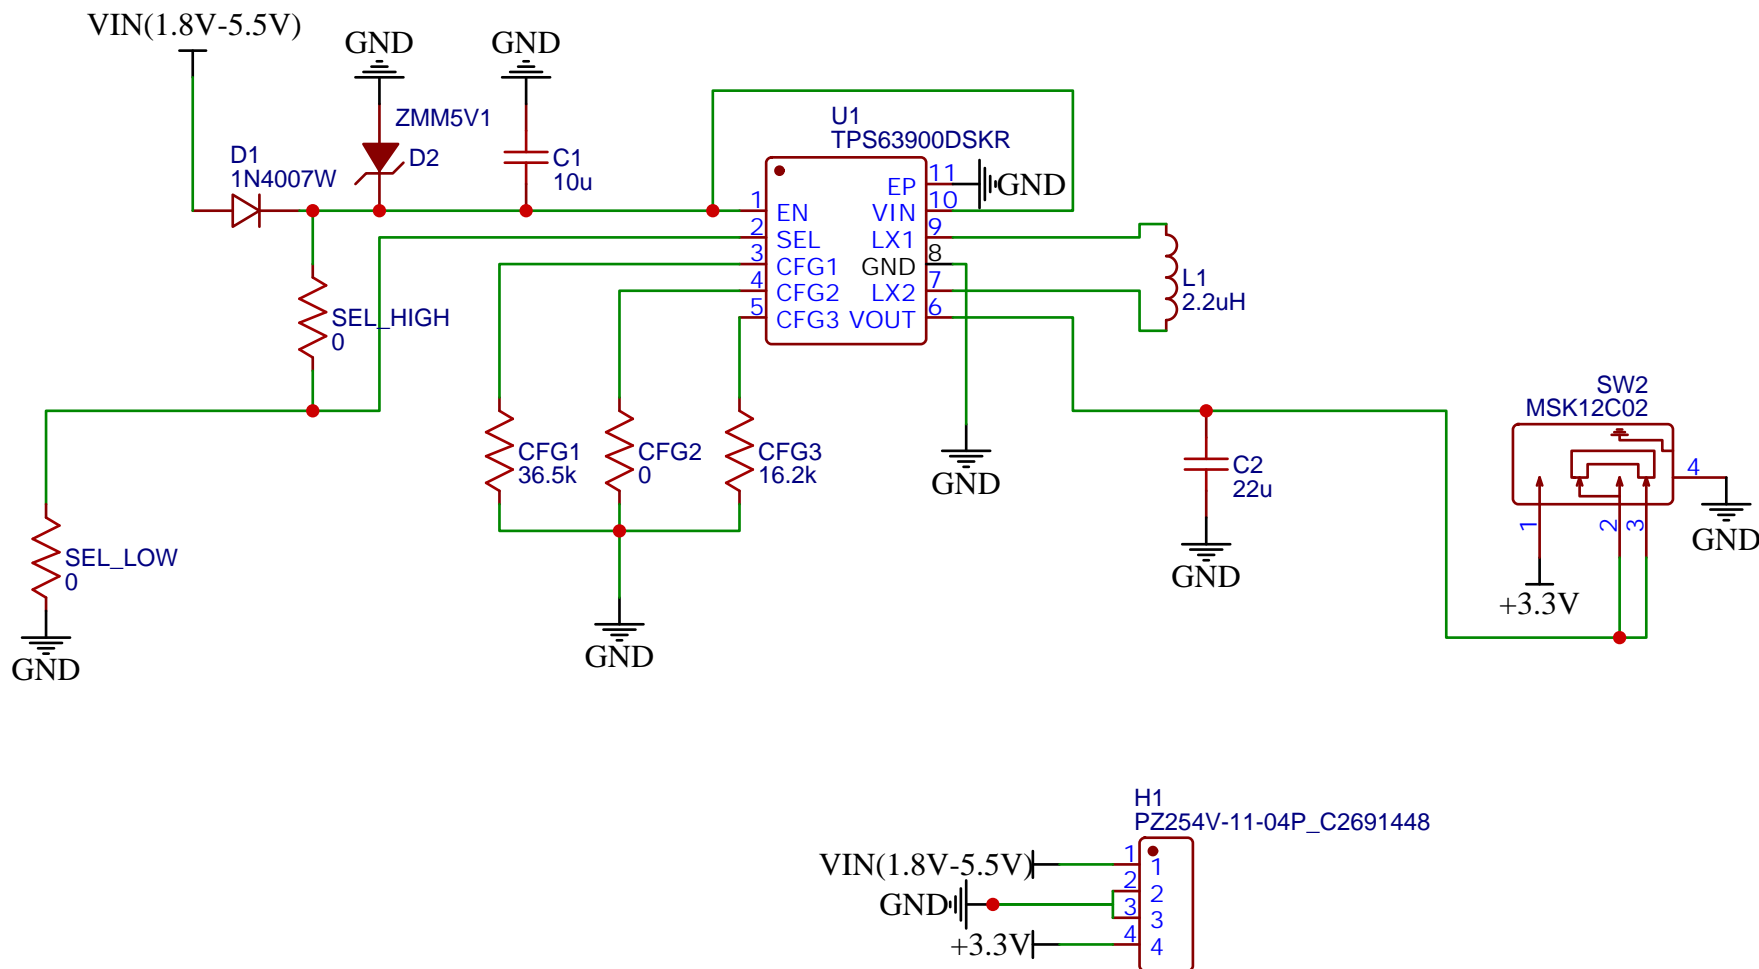 VIN(1.8V-5.5V)
GND
GND
ZMM5V1
D2
D1
1N4007W
C1
10u
U1
TPS63900DSKR
1
EN
2
SEL
3
CFG1
4
CFG2
5
CFG3
11
EP
GND
10
VIN
9
LX1
8
GND
7
LX2
6
VOUT
L1
2.2uH
SEL_HIGH
0
CFG1
36.5k
CFG2
0
CFG3
16.2k
GND
C2
22u
GND
SW2
MSK12C02
4
1
2
3
GND
+3.3V
SEL_LOW
0
GND
GND
H1
PZ254V-11-04P_C2691448
VIN(1.8V-5.5V)
1
1
GND
2
2
3
3
+3.3V
4
4